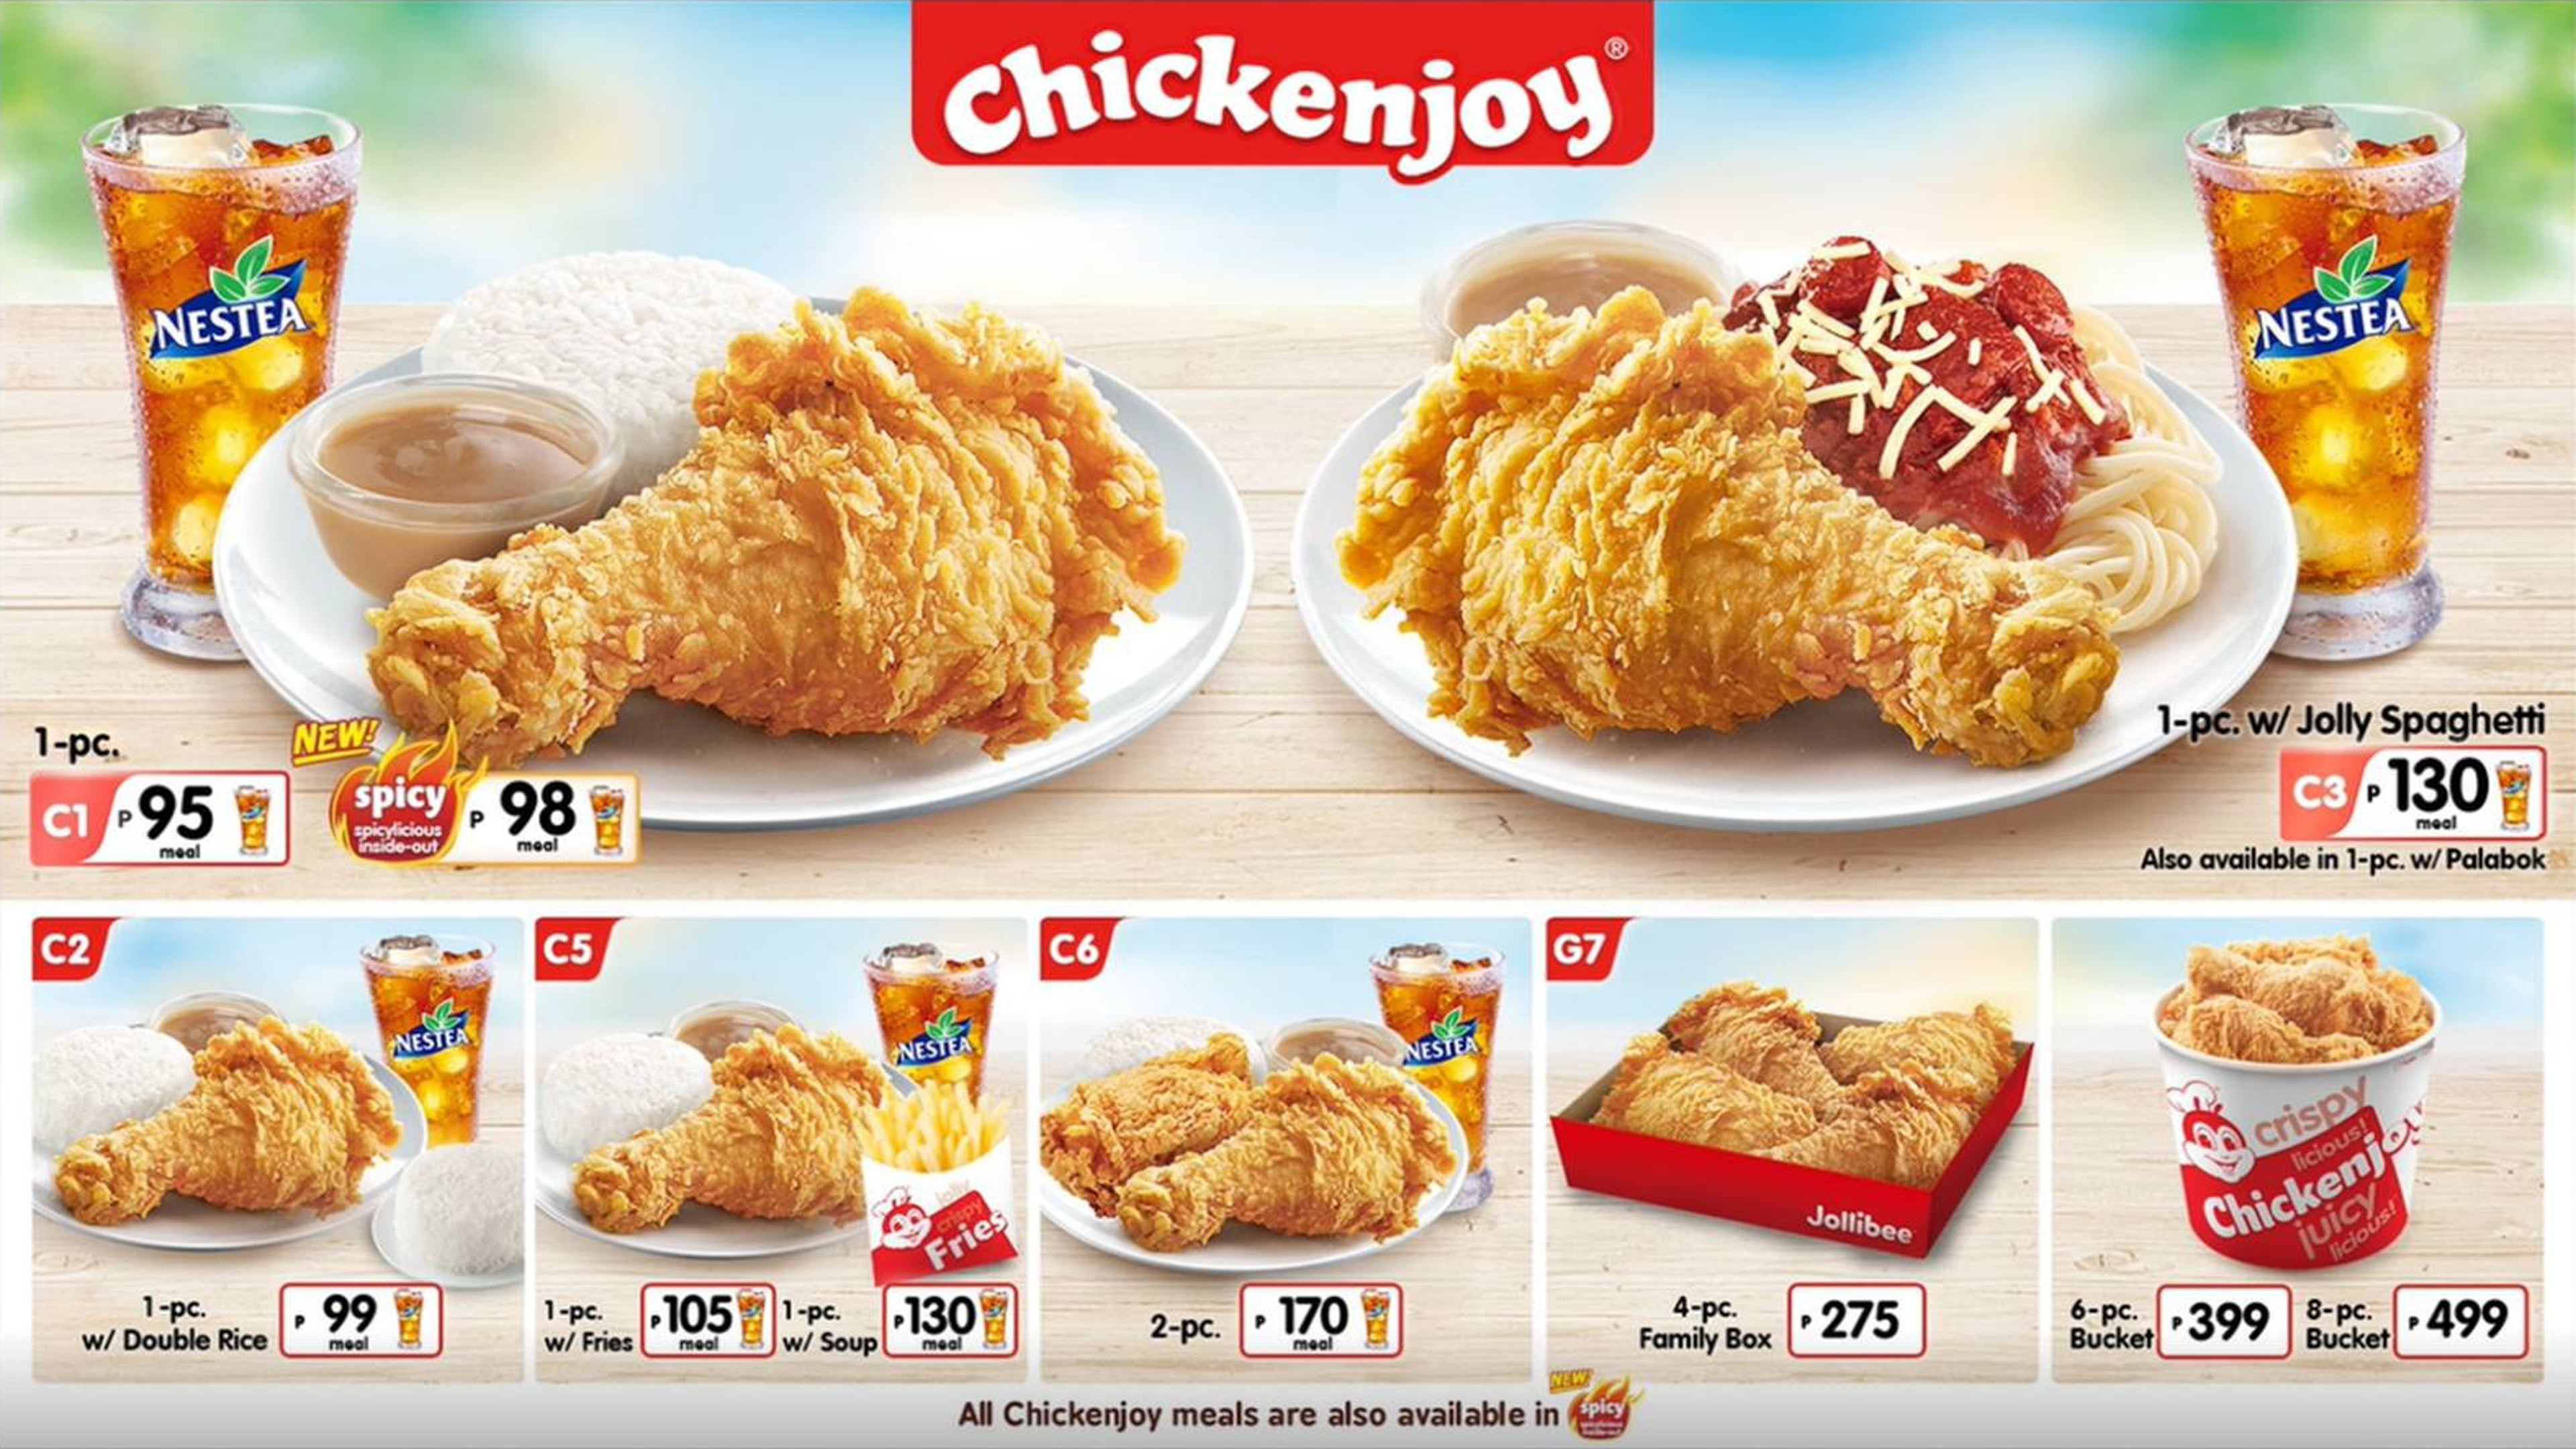 Chickenjoy®
NESTEA
NESTEA
1-pc.
C1 P 95
meal
NEW!
spicy
spicylicious
inside-out
P 98
meal
1-pc. w/ Jolly Spaghetti
C3 P 130
meal
Also available in 1-pc. w/ Palabok
C2
NESTEA
1-pc.
w/ Double Rice
P 99
meal
C5
NESTEA
jolly
crispy
Fries
1-pc.
w/ Fries
P 105
meal
1-pc.
w/ Soup
P 130
meal
C6
NESTEA
2-pc.
P 170
meal
G7
Jollibee
4-pc.
Family Box
P 275
crispy
licious!
Chickenjoy
juicy
licious!
6-pc.
Bucket
P 399
8-pc.
Bucket
P 499
All Chickenjoy meals are also available in
NEW!
spicy